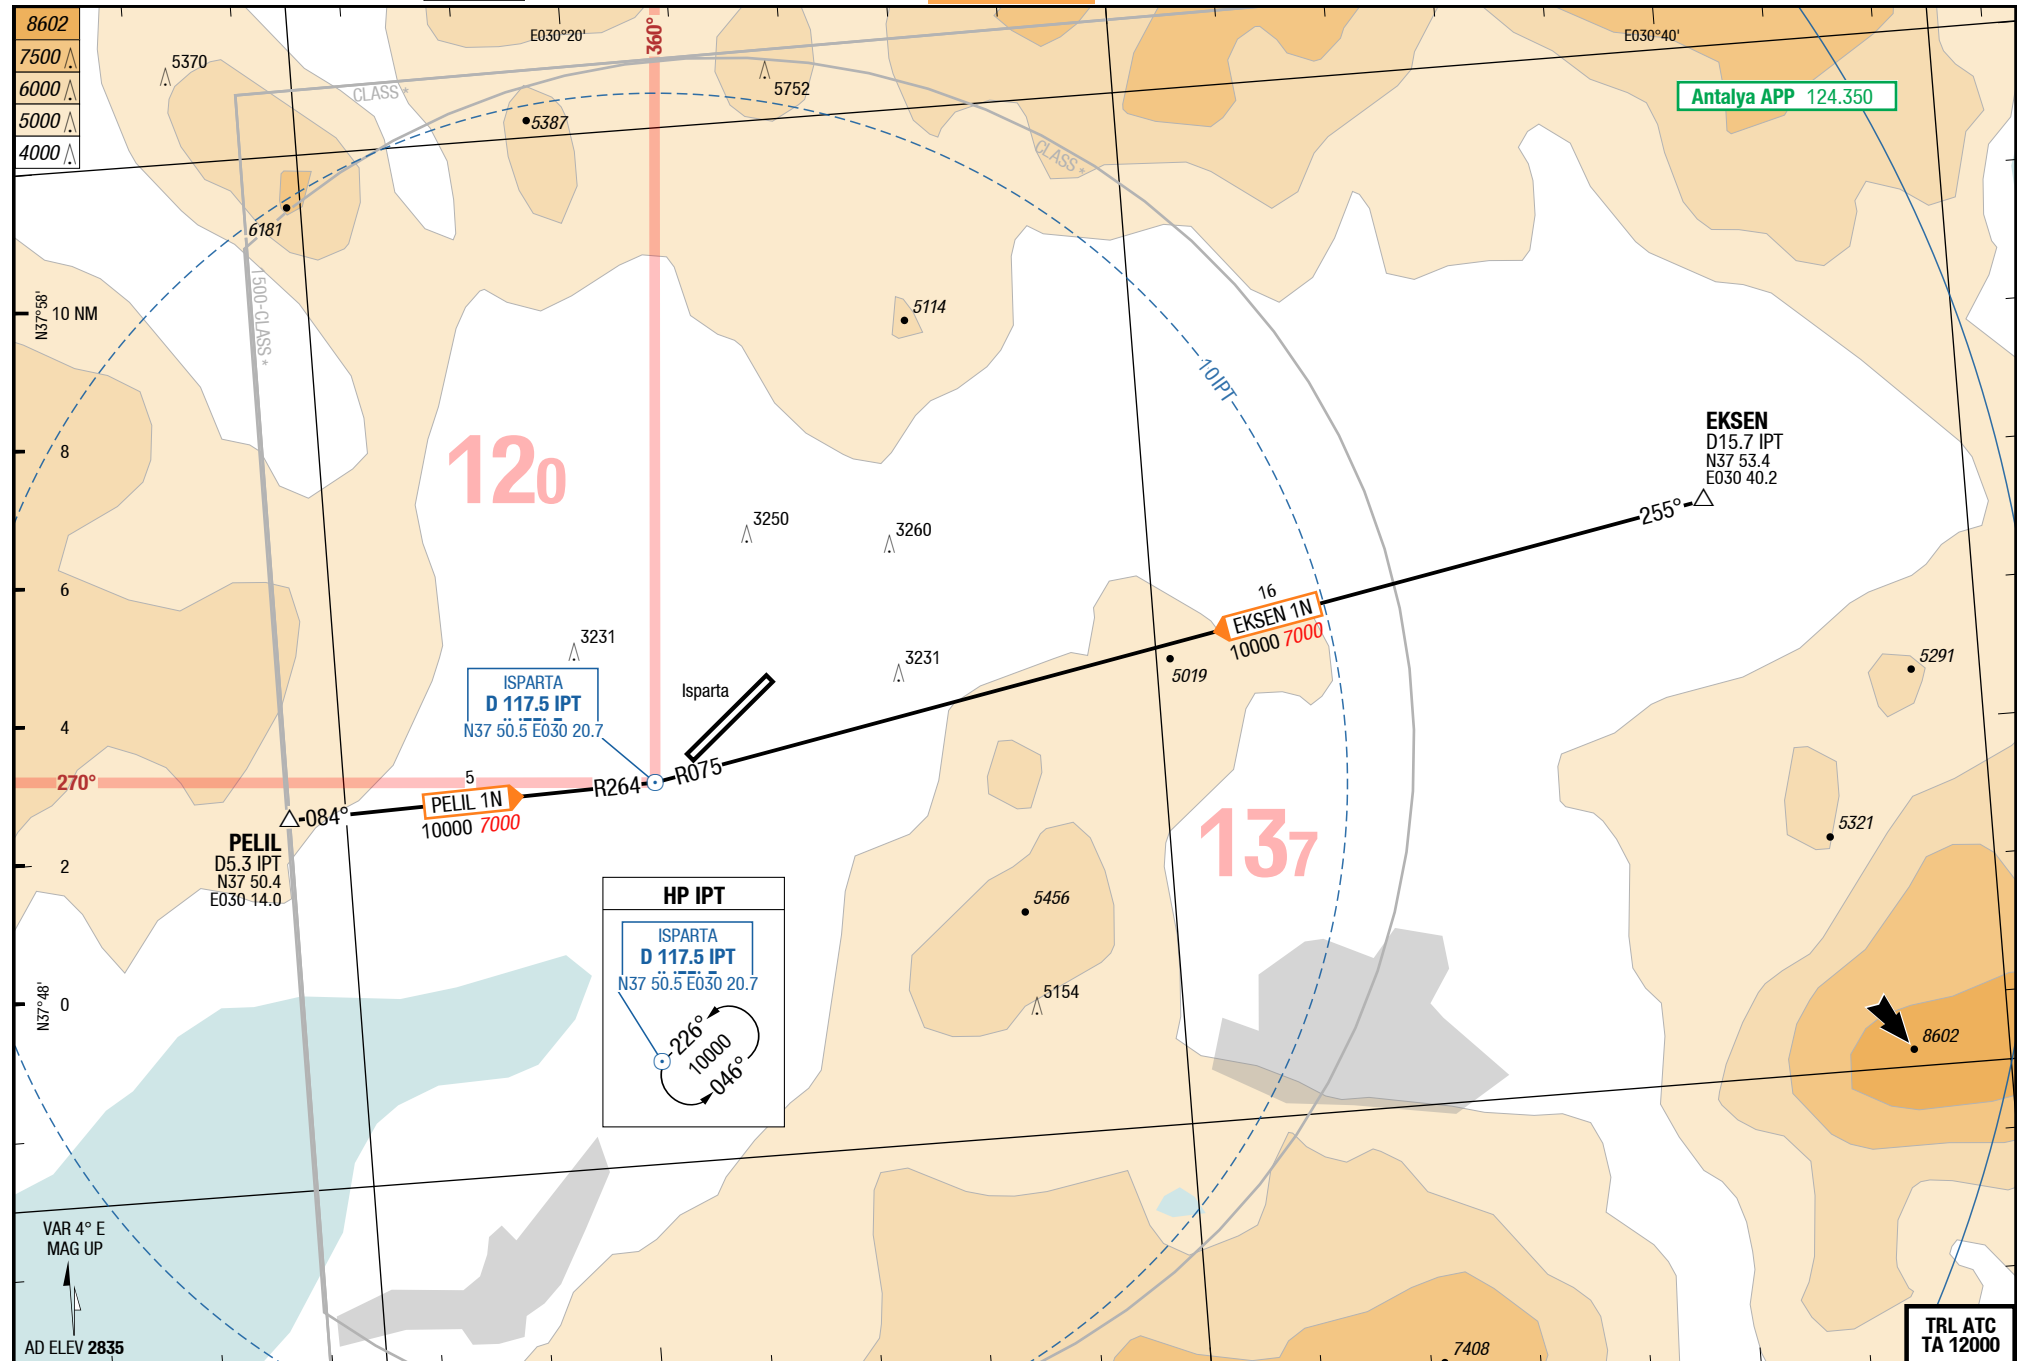 8602
7500
6000
5000
4000
5370
E030°20'
360°
5752
E030°40'
Antalya APP 124.350
CLASS *
5387
CLASS *
6181
1500-CLASS *
N37°58'
10 NM
5114
10 IPT
8
120
EKSEN
D15.7 IPT
N37 53.4
E030 40.2
255°
3250
3260
6
16
EKSEN 1N
10000 7000
3231
3231
5019
5291
ISPARTA
D 117.5 IPT
N37 50.5 E030 20.7
Isparta
4
270°
5
R264
R075
PELIL 1N
10000 7000
084°
PELIL
D5.3 IPT
N37 50.4
E030 14.0
137
5321
2
HP IPT
ISPARTA
D 117.5 IPT
N37 50.5 E030 20.7
226°
10000
046°
5456
5154
N37°48'
0
8602
VAR 4° E
MAG UP
AD ELEV 2835
7408
TRL ATC
TA 12000